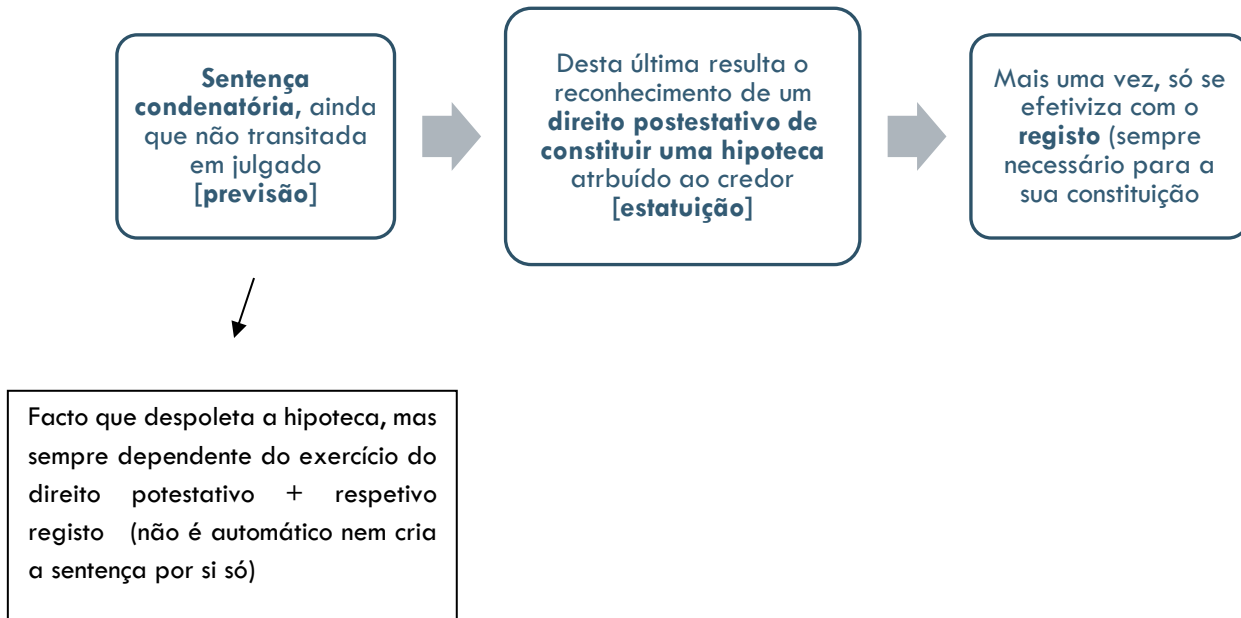 Sentença
condenatória, ainda
que não transitada
em julgado
[previsão]
Desta última resulta o
reconhecimento de um
direito postestativo de
constituir uma hipoteca
atrbuído ao credor
[estatuição]
Mais uma vez, só se
efetiviza com o
registo (sempre
necessário para a
sua constituição
Facto que despoleta a hipoteca, mas
sempre dependente do exercício do
direito potestativo + respetivo
registo (não é automático nem cria
a sentença por si só)